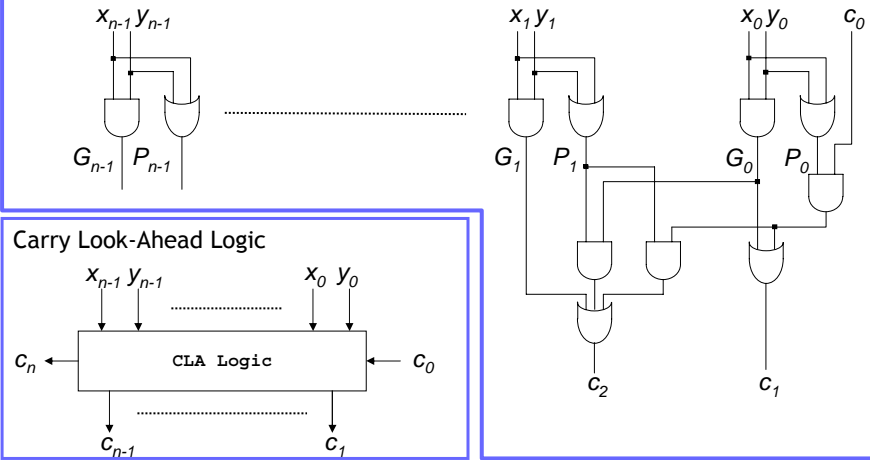 x_{n-1} y_{n-1} x_1 y_1 x_0 y_0 c_0
G_{n-1} P_{n-1} G_1 P_1 G_0 P_0
c_2 c_1
Carry Look-Ahead Logic
x_{n-1} y_{n-1} x_0 y_0
c_n CLA Logic c_0
c_{n-1} c_1